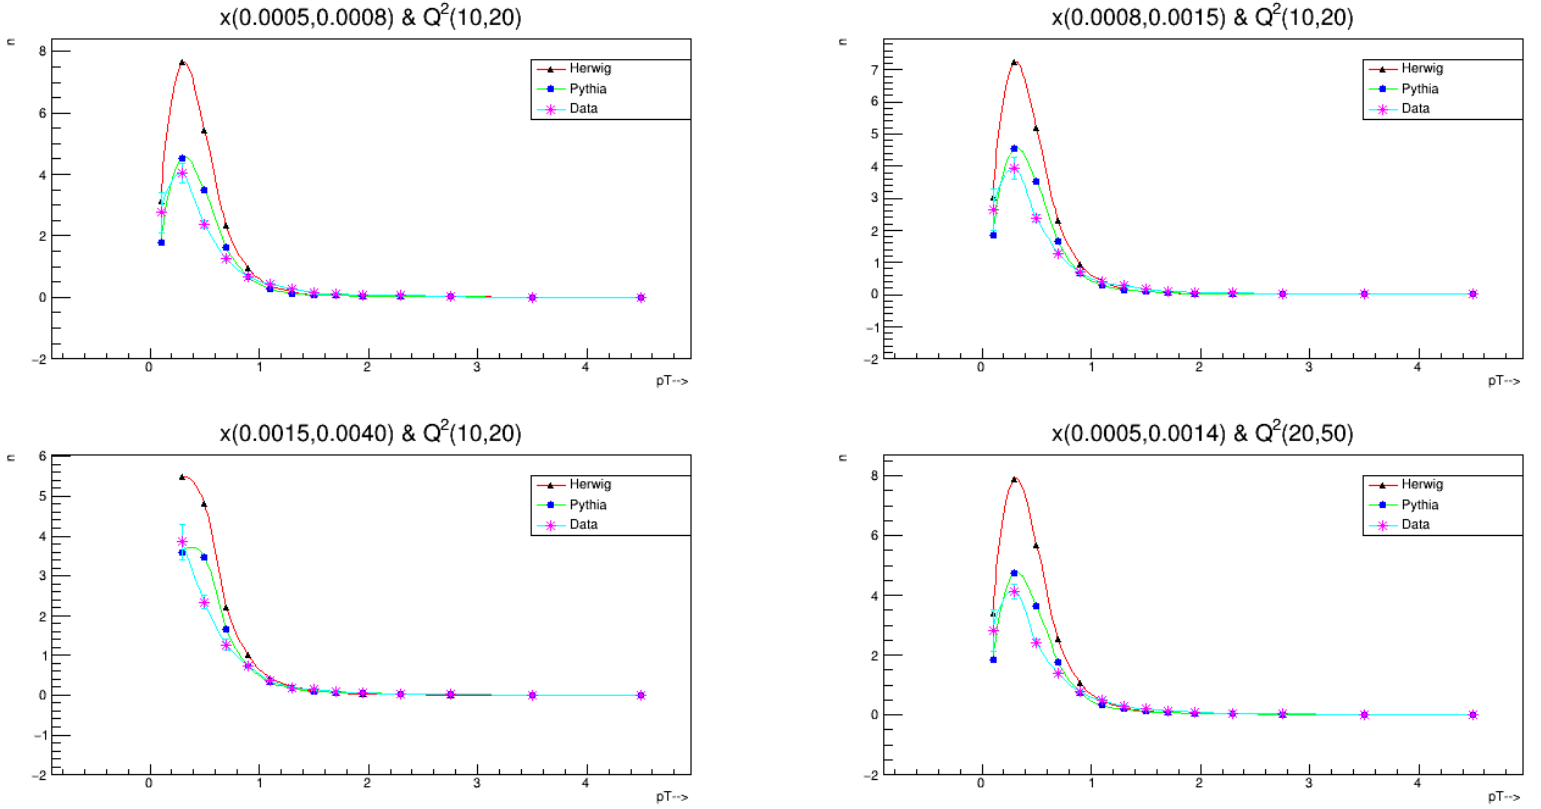 x(0.0005,0.0008) & Q²(10,20)
n
8
6
4
2
0
−2
0 1 2 3 4
pT-->
Herwig
Pythia
Data
x(0.0008,0.0015) & Q²(10,20)
n
7
6
5
4
3
2
1
0
−1
−2
0 1 2 3 4
pT-->
Herwig
Pythia
Data
x(0.0015,0.0040) & Q²(10,20)
n
6
5
4
3
2
1
0
−1
−2
0 1 2 3 4
pT-->
Herwig
Pythia
Data
x(0.0005,0.0014) & Q²(20,50)
n
8
6
4
2
0
−2
0 1 2 3 4
pT-->
Herwig
Pythia
Data